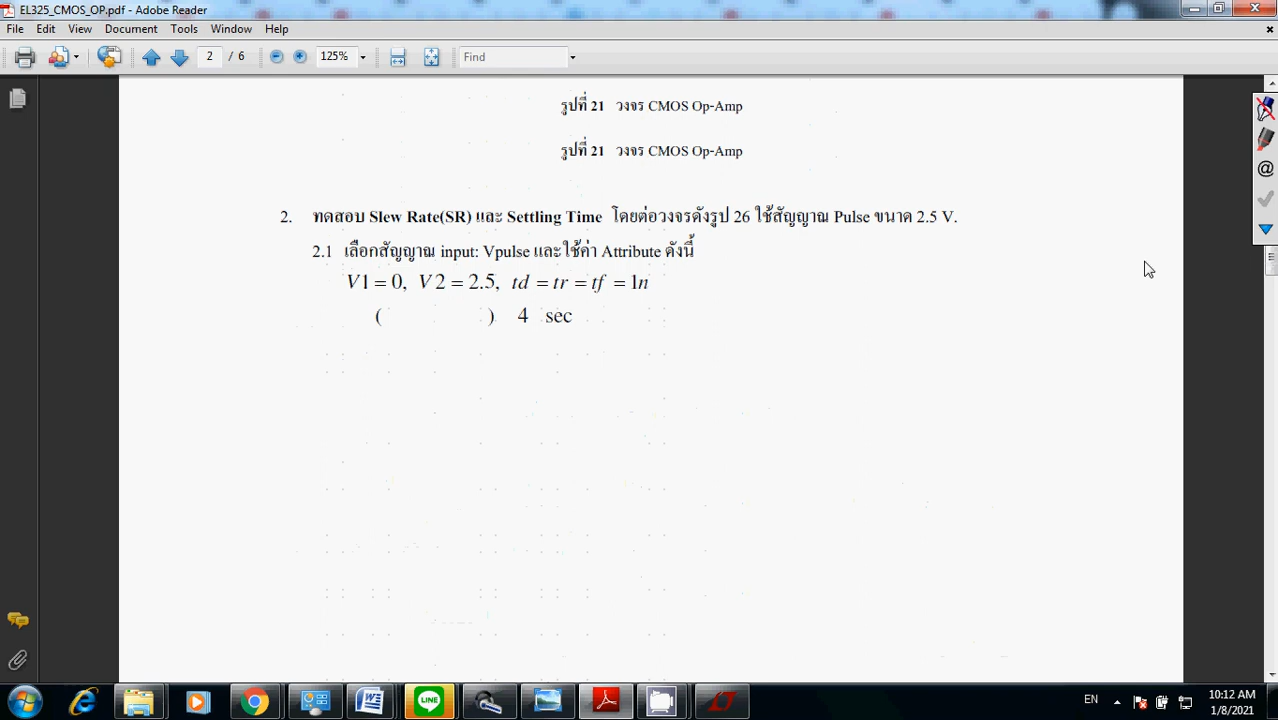 EL325_CMOS_OP.pdf - Adobe Reader
File Edit View Document Tools Window Help
2 / 6 125% Find
รูปที่ 21 วงจร CMOS Op-Amp
รูปที่ 21 วงจร CMOS Op-Amp
2. ทดสอบ Slew Rate(SR) และ Settling Time โดยต่อวงจรดังรูป 26 ใช้สัญญาณ Pulse ขนาด 2.5 V.
2.1 เลือกสัญญาณ input: Vpulse และใช้ค่า Attribute ดังนี้
V1 = 0, V2 = 2.5, td = tr = tf = 1n
( ) 4 sec
@
LINE
EN
10:12 AM
1/8/2021